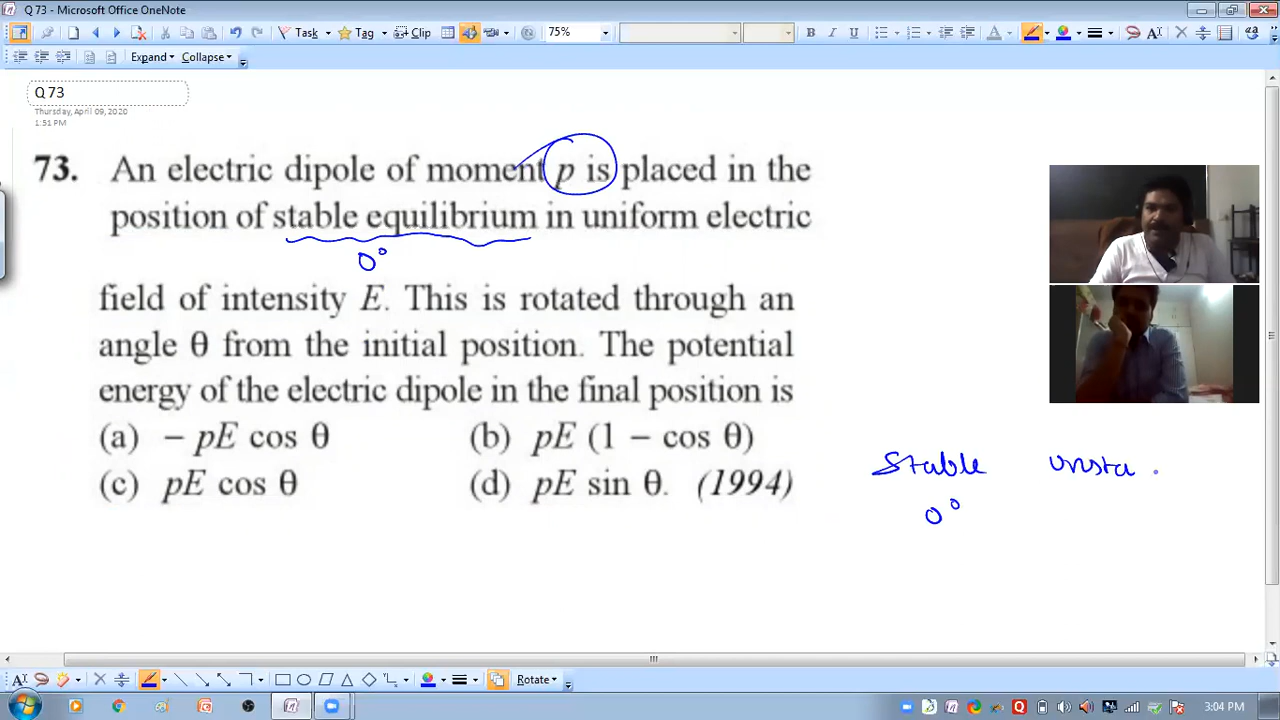 Q 73 - Microsoft Office OneNote
Task Tag Clip 75%
Expand Collapse
Q 73
Thursday, April 09, 2020
1:51 PM
73. An electric dipole of moment p is placed in the
position of stable equilibrium in uniform electric
0°
field of intensity E. This is rotated through an
angle θ from the initial position. The potential
energy of the electric dipole in the final position is
(a) – pE cos θ (b) pE (1 – cos θ)
(c) pE cos θ (d) pE sin θ. (1994)
Stable unsta
0°
Rotate
3:04 PM